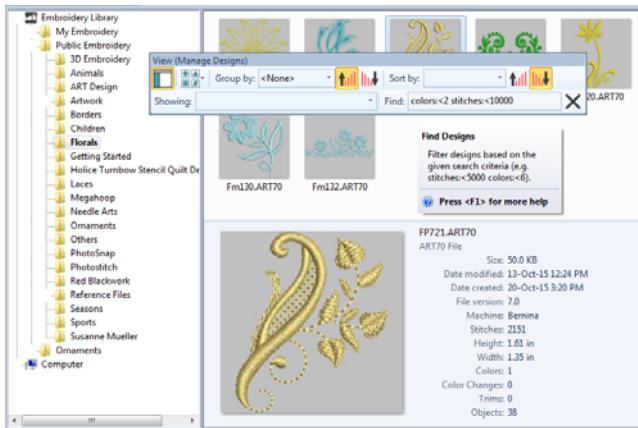 Embroidery Library
My Embroidery
Public Embroidery
3D Embroidery
Animals
ART Design
Artwork
Borders
Children
Florals
Getting Started
Holice Turnbow Stencil Quilt De
Laces
Megahoop
Needle Arts
Ornaments
Others
PhotoSnap
Photostitch
Red Blackwork
Reference Files
Seasons
Sports
Susanne Mueller
Ornaments
Computer
View (Manage Designs)
Group by: <None> Sort by:
Showing: Find: colors:<2 stitches:<10000
20.ART70
Find Designs
Filter designs based on the
given search criteria (e.g.
stitches:<5000 colors:<6).
Press <F1> for more help
Fm130.ART70 Fm132.ART70
FP721.ART70
ART70 File
Size: 50.0 KB
Date modified: 13-Oct-15 12:24 PM
Date created: 20-Oct-15 3:20 PM
File version: 7.0
Machine: Bernina
Stitches: 2151
Height: 1.61 in
Width: 1.35 in
Colors: 1
Color Changes: 0
Trims: 0
Objects: 38